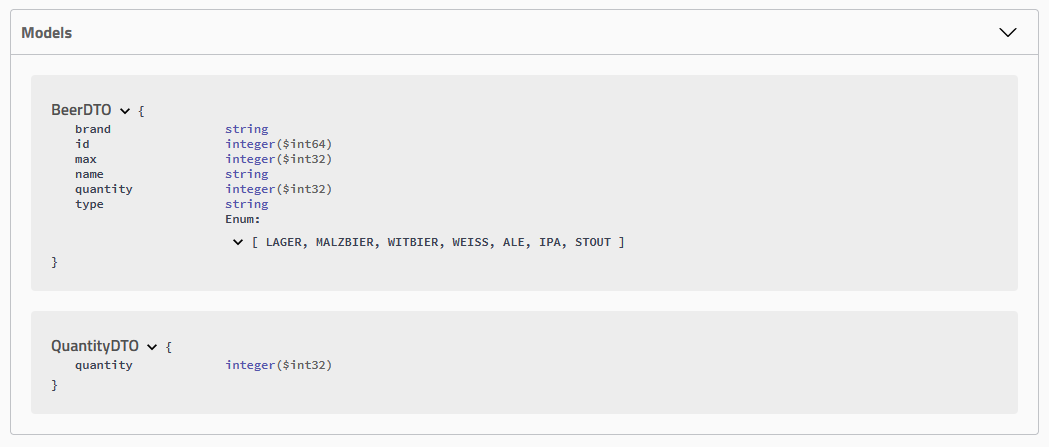 Models
BeerDTO {
brand string
id integer($int64)
max integer($int32)
name string
quantity integer($int32)
type string
Enum:
[ LAGER, MALZBIER, WITBIER, WEISS, ALE, IPA, STOUT ]
}
QuantityDTO {
quantity integer($int32)
}